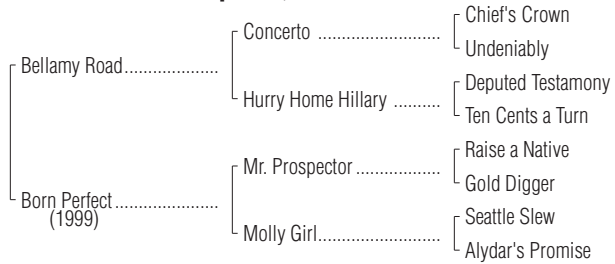 Chief's Crown
Concerto ........................
Undeniably
Bellamy Road...................
Deputed Testamony
Hurry Home Hillary ..........
Ten Cents a Turn
Raise a Native
Mr. Prospector .................
Gold Digger
Born Perfect.....................
(1999)
Seattle Slew
Molly Girl........................
Alydar's Promise